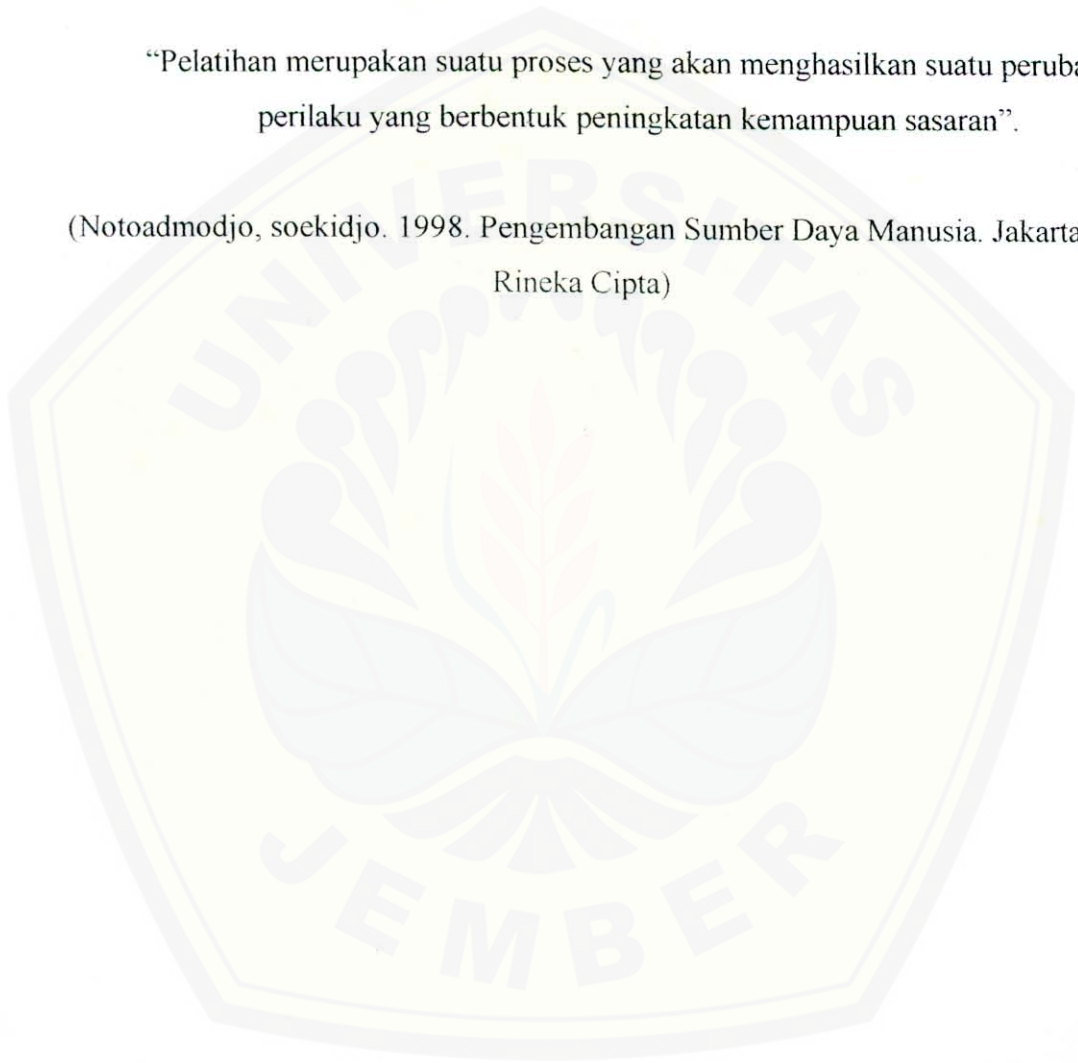 “Pelatihan merupakan suatu proses yang akan menghasilkan suatu peruba
perilaku yang berbentuk peningkatan kemampuan sasaran”.
(Notoadmodjo, soekidjo. 1998. Pengembangan Sumber Daya Manusia. Jakarta
Rineka Cipta)
UNIVERSITAS
JEMBER